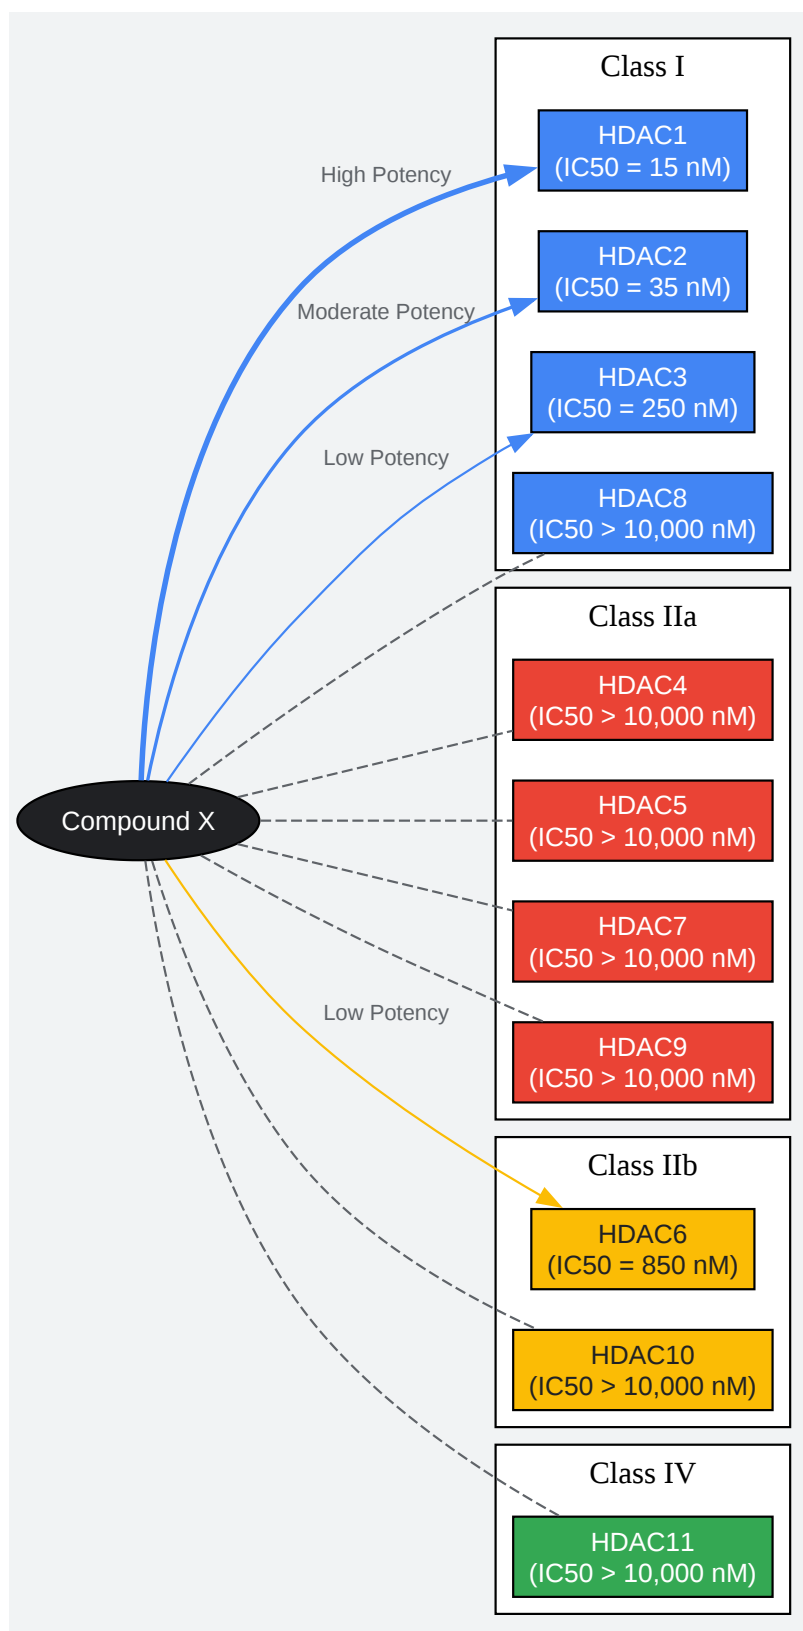 Class I
HDAC1
(IC50 = 15 nM)
High Potency
HDAC2
(IC50 = 35 nM)
Moderate Potency
HDAC3
(IC50 = 250 nM)
Low Potency
HDAC8
(IC50 > 10,000 nM)
Class IIa
HDAC4
(IC50 > 10,000 nM)
Compound X
HDAC5
(IC50 > 10,000 nM)
HDAC7
(IC50 > 10,000 nM)
Low Potency
HDAC9
(IC50 > 10,000 nM)
Class IIb
HDAC6
(IC50 = 850 nM)
HDAC10
(IC50 > 10,000 nM)
Class IV
HDAC11
(IC50 > 10,000 nM)